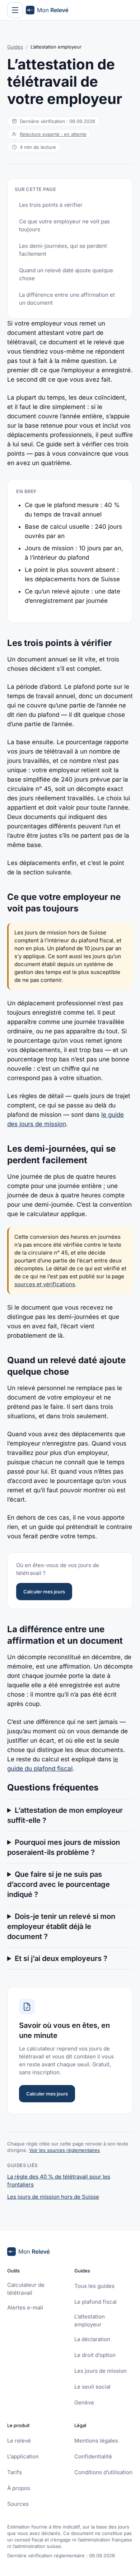 Mon Relevé
Guides / L'attestation employeur
L'attestation de
télétravail de
votre employeur
Dernière vérification : 09.09.2026
Relecture experte : en attente
4 min de lecture
SUR CETTE PAGE
Les trois points à vérifier
Ce que votre employeur ne voit pas
toujours
Les demi-journées, qui se perdent
facilement
Quand un relevé daté ajoute quelque
chose
La différence entre une affirmation et
un document
Si votre employeur vous remet un
document attestant votre part de
télétravail, ce document est le relevé que
vous tiendriez vous-même ne répondent
pas tout à fait à la même question. Le
premier dit ce que l'employeur a enregistré.
Le second dit ce que vous avez fait.
La plupart du temps, les deux coïncident,
et il faut le dire simplement : si le
document couvre l'année entière, s'appuie
sur la base retenue pour votre dossier et
inclut vos déplacements professionnels, il peut suffire
à lui seul. Ce guide sert à vérifier ces trois
points — pas à vous convaincre que vous
avez besoin d'un quatrième.
EN BREF
Ce que le plafond mesure : 40 %
du temps de travail annuel
Base de calcul usuelle : 240 jours
ouvrés par an
Jours de mission : 10 jours par an,
à l'intérieur du plafond
Le point le plus souvent absent :
les déplacements hors de Suisse
Ce qu'un relevé ajoute : une date
d'enregistrement par journée
Les trois points à vérifier
Un document annuel se lit vite, et trois
choses décident s'il est complet.
La période d'abord. Le plafond porte sur le
temps de travail annuel, donc un document
qui ne couvre qu'une partie de l'année ne
dit rien du plafond — il dit quelque chose
d'une partie de l'année.
La base ensuite. Un pourcentage rapporte
vos jours de télétravail à un nombre de
jours travaillés, et ce nombre n'est pas
unique : votre employeur retient soit la
base simplifiée de 240 jours prévue par la
circulaire n° 45, soit un décompte exact
des jours réellement travaillés. Le choix lui
appartient et doit valoir pour toute l'année.
Deux documents qui indiquent des
pourcentages différents peuvent l'un et
l'autre être justes s'ils ne partent pas de la
même base.
Les déplacements enfin, et c'est le point
de la section suivante.
Ce que votre employeur ne
voit pas toujours
Les jours de mission hors de Suisse
comptent à l'intérieur du plafond fiscal, et
non en plus. Un plafond de 10 jours par an
s'y applique. Ce sont aussi les jours qu'un
document issu du système de gestion
des temps est le plus susceptible
de ne pas contenir.
Un déplacement professionnel n'est pas
toujours enregistré comme tel. Il peut
apparaître comme une journée travaillée
ordinaire, ou ne pas apparaître du tout. Si
le pourcentage qu'on vous remet ignore
vos déplacements, il est trop bas — et un
pourcentage trop bas n'est pas une bonne
nouvelle : c'est un chiffre qui ne
correspond pas à votre situation.
Les règles de détail — quels jours de trajet
comptent, ce qui se passe au delà du
plafond de mission — sont dans le guide
des jours de mission.
Les demi-journées, qui se
perdent facilement
Une journée de plus de quatre heures
compte pour une journée entière ; une
journée de deux à quatre heures compte
pour une demi-journée. C'est la convention
que le calculateur applique.
Cette conversion des heures en journées
n'a pas encore été vérifiée contre le texte
de la circulaire n° 45, et elle décide
pourtant d'une partie de l'écart entre deux
décomptes. Le détail de ce qui est vérifié et
de ce qui ne l'est pas est tenu sur la page
sources et vérifications.
Si le document que vous recevez ne
distingue pas les demi-journées et que
vous en avez fait, l'écart vient
probablement de là.
Quand un relevé daté ajoute
quelque chose
Un relevé personnel ne remplace pas le
document de votre employeur et ne
prétend pas le faire. Il sert dans trois
situations, et dans trois seulement.
Quand vous avez des déplacements que
l'employeur n'enregistre pas. Quand vous
travaillez pour plus d'un employeur,
puisque chacun ne voit que le temps
passé pour lui. Et quand vous n'êtes pas
d'accord avec le pourcentage qu'on vous
remet et qu'il faut pouvoir montrer d'où est
l'écart.
En dehors de ces cas, il ne vous apporte
rien, et un guide qui prétendrait le contraire
vous ferait perdre votre temps.
Où en êtes-vous de vos jours de
télétravail ?
Calculer mes jours
La différence entre une
affirmation et un document
Un décompte reconstitué en décembre, de
mémoire, est une affirmation. Un décompte
dont chaque journée porte la date à
laquelle elle a été enregistrée est autre
chose : il montre qu'il n'a pas été écrit
après coup.
C'est une différence qui ne sert jamais —
jusqu'au moment où on vous demande de
justifier un écart, et où elle est la seule
chose qui distingue les deux documents.
Le reste du calcul est expliqué dans le
guide du plafond fiscal.
Questions fréquentes
L'attestation de mon employeur
suffit-elle ?
Pourquoi mes jours de mission
poseraient-ils problème ?
Que faire si je ne suis pas
d'accord avec le pourcentage
indiqué ?
Dois-je tenir un relevé si mon
employeur établit déjà le
document ?
Et si j'ai deux employeurs ?
Savoir où vous en êtes, en
une minute
Le calculateur reprend vos jours de
télétravail et vous dit combien il vous
en reste avant chaque seuil. Gratuit,
sans inscription.
Calculer mes jours
Chaque règle citée sur cette page renvoie à son texte
d'origine. Voir les sources réglementaires
GUIDES LIÉS
La règle des 40 % de télétravail pour les
frontaliers
Les jours de mission hors de Suisse
Mon Relevé
Outils
Calculateur de
télétravail
Alertes e-mail
Guides
Tous les guides
Le plafond fiscal
L'attestation
employeur
La déclaration
Le droit d'option
Les jours de mission
Le seuil social
Genève
Le produit
Le relevé
L'application
Tarifs
À propos
Sources
Légal
Mentions légales
Confidentialité
Conditions d'utilisation
Estimation fournie à titre indicatif, sur la base des jours
que vous avez déclarés. Ce document ne constitue pas
un conseil fiscal et n'engage ni l'administration française
ni l'administration suisse.
Dernière vérification réglementaire : 09.09.2026